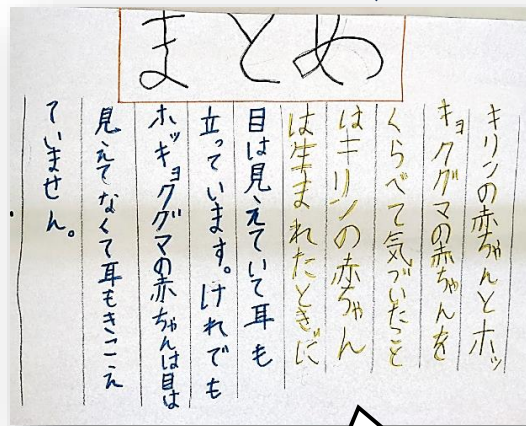 まとめ
キリンの赤ちゃんとホッ
キョクグマの赤ちゃんを
くらべて気づいたこと
はキリンの赤ちゃん
は生まれたときに
目は見えていて耳も
立っています。けれども
ホッキョクグマの赤ちゃんは目は
見えてなくて耳もきこえ
ていません。